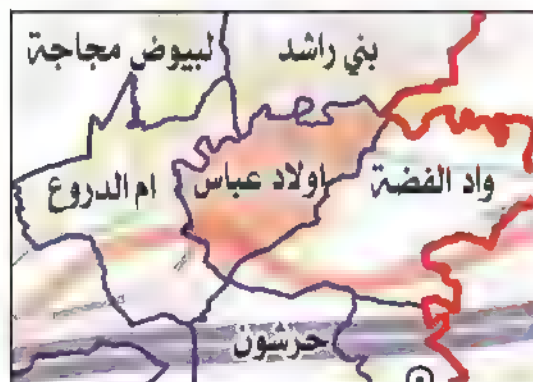 بني راشد
لبيوض مجاجة
واد الفضة
اولاد عباس
ام الدروع
حرشون